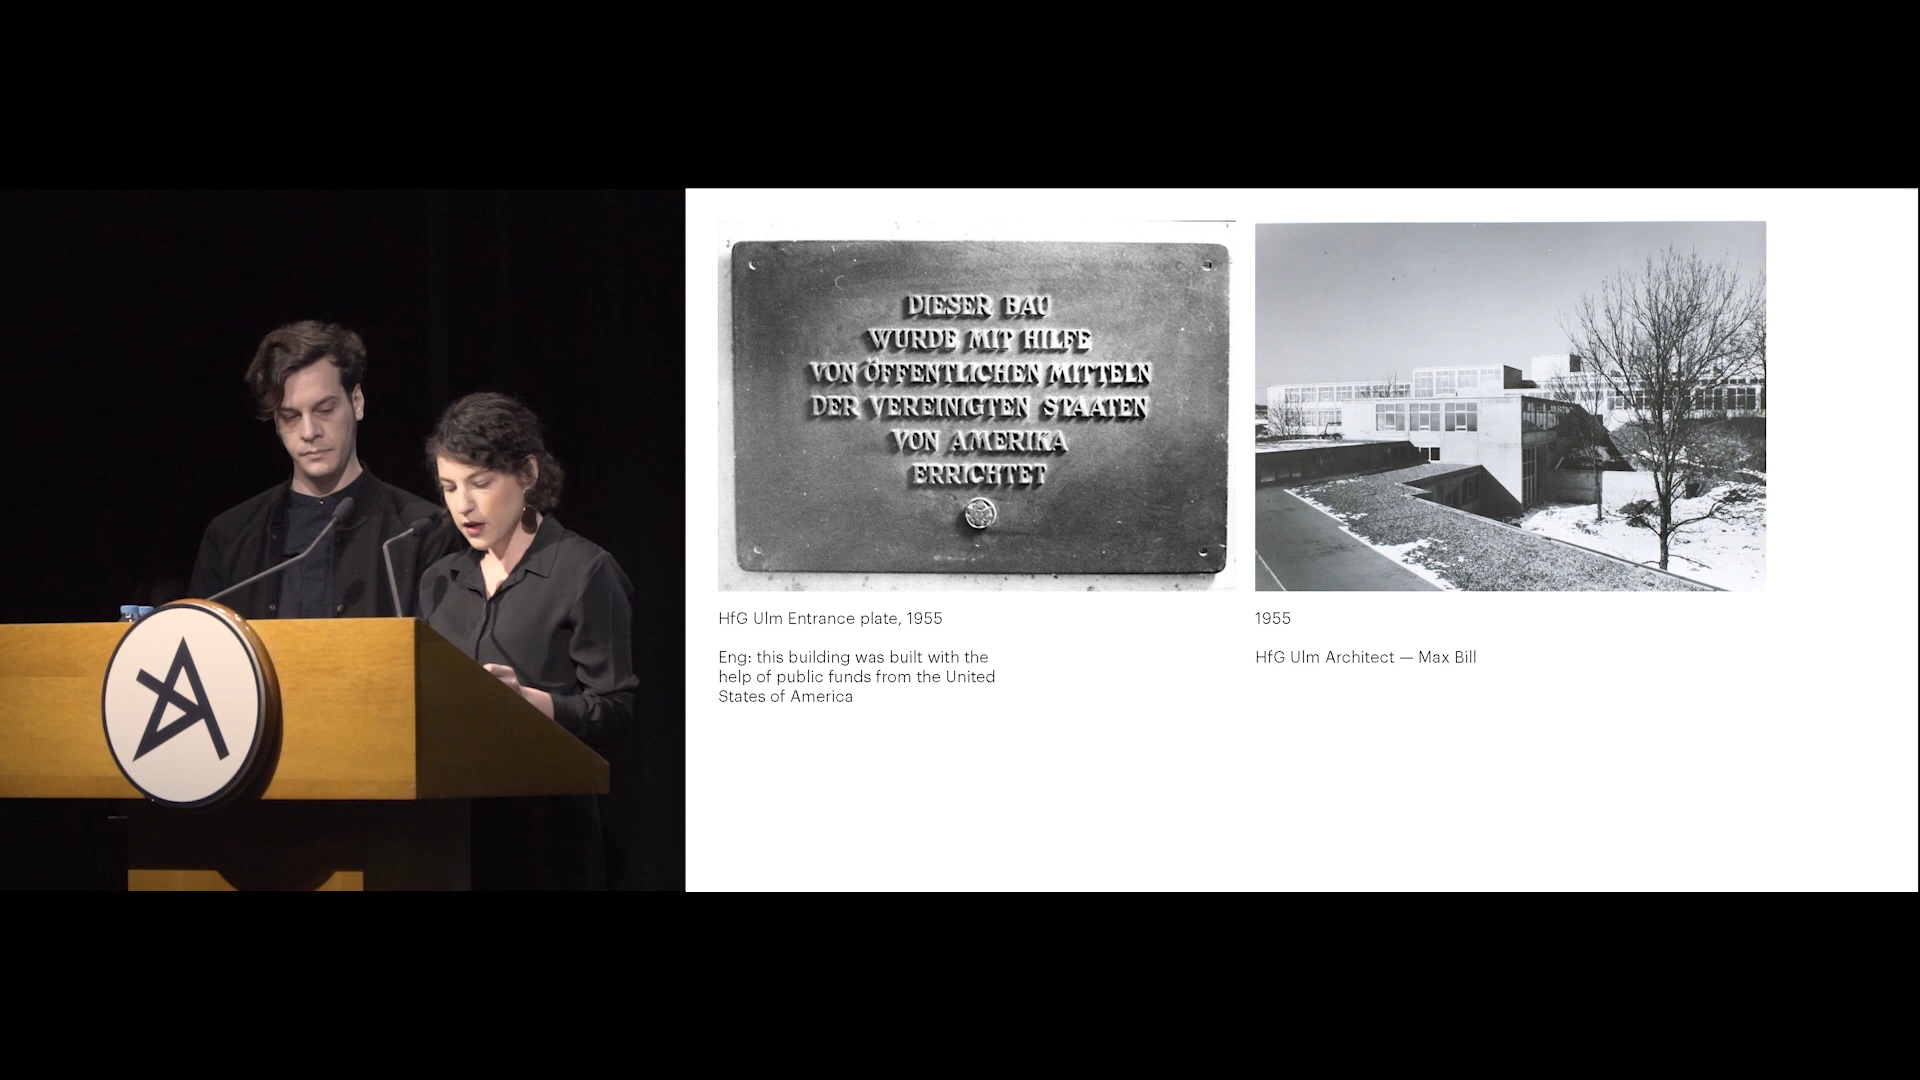 DIESER BAU
WURDE MIT HILFE
VON ÖFFENTLICHEN MITTELN
DER VEREINIGTEN STAATEN
VON AMERIKA
ERRICHTET
HfG Ulm Entrance plate, 1955
Eng: this building was built with the
help of public funds from the United
States of America
1955
HfG Ulm Architect — Max Bill